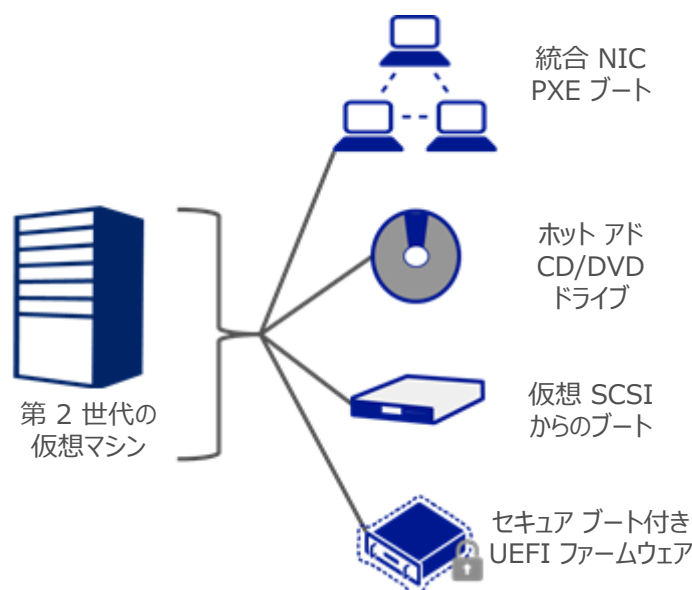 統合 NIC
PXE ブート
ホット アド
CD/DVD
ドライブ
第 2 世代の
仮想マシン
仮想 SCSI
からのブート
セキュア ブート付き
UEFI ファームウェア